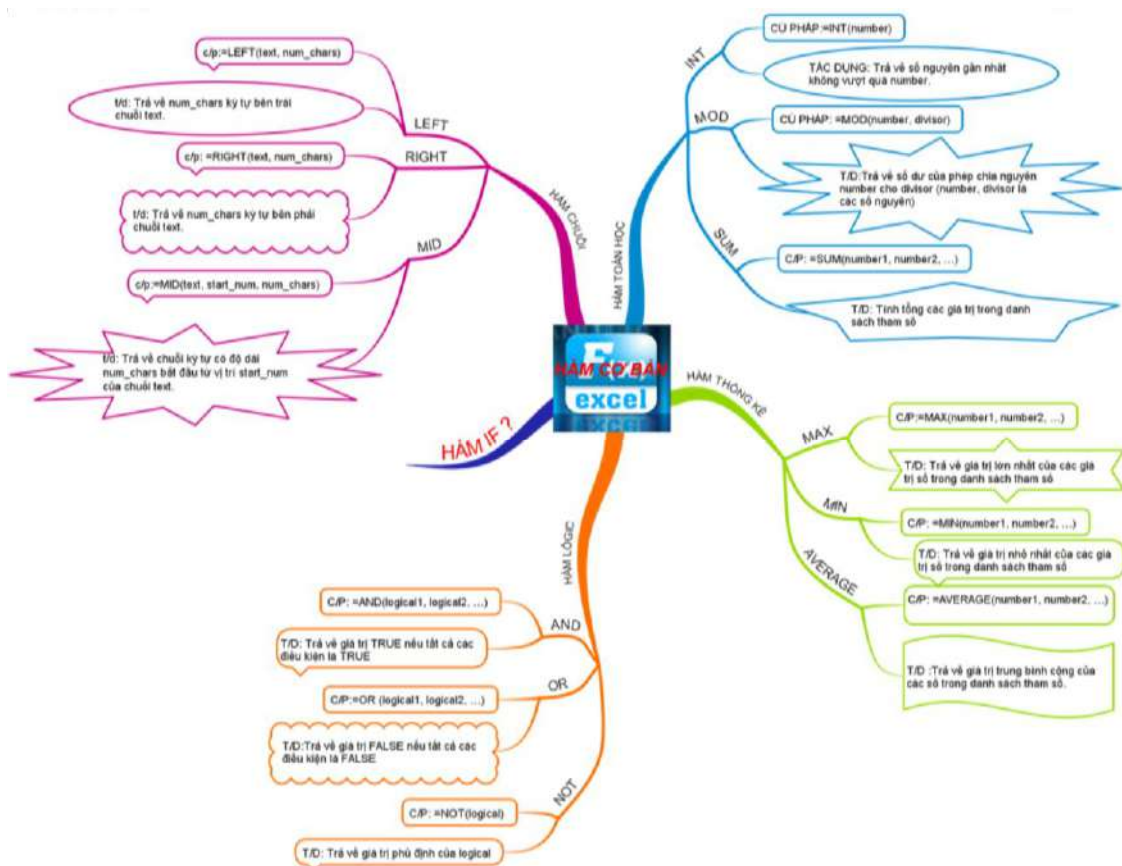 c/p:=LEFT(text, num_chars)
t/d: Trả về num_chars ký tự bên trái
chuỗi text.
LEFT
c/p: =RIGHT(text, num_chars)
RIGHT
t/d: Trả về num_chars ký tự bên phải
chuỗi text.
MID
c/p:=MID(text, start_num, num_chars)
t/d: Trả về chuỗi ký tự có độ dài
num_chars bắt đầu từ vị trí start_num
của chuỗi text.
HÀM CHUỖI
CÚ PHÁP:=INT(number)
INT
TÁC DỤNG: Trả về số nguyên gần nhất
không vượt quá number.
MOD
CÚ PHÁP: =MOD(number, divisor)
T/D:Trả về số dư của phép chia nguyên
number cho divisor (number, divisor là
các số nguyên)
SUM
C/P: =SUM(number1, number2, ...)
T/D: Tính tổng các giá trị trong danh
sách tham số
HÀM TOÁN HỌC
HÀM CƠ BẢN
excel
HÀM IF ?
HÀM THỐNG KÊ
MAX
C/P:=MAX(number1, number2, ...)
T/D: Trả về giá trị lớn nhất của các giá
trị số trong danh sách tham số
MIN
C/P: =MIN(number1, number2, ...)
T/D: Trả về giá trị nhỏ nhất của các giá
trị số trong danh sách tham số
AVERAGE
C/P: =AVERAGE(number1, number2, ...)
T/D :Trả về giá trị trung bình cộng của
các số trong danh sách tham số.
HÀM LÔGIC
C/P: =AND(logical1, logical2, ...)
AND
T/D: Trả về giá trị TRUE nếu tất cả các
điều kiện là TRUE
OR
C/P:=OR (logical1, logical2, ...)
T/D:Trả về giá trị FALSE nếu tất cả các
điều kiện là FALSE
NOT
C/P: =NOT(logical)
T/D: Trả về giá trị phủ định của logical